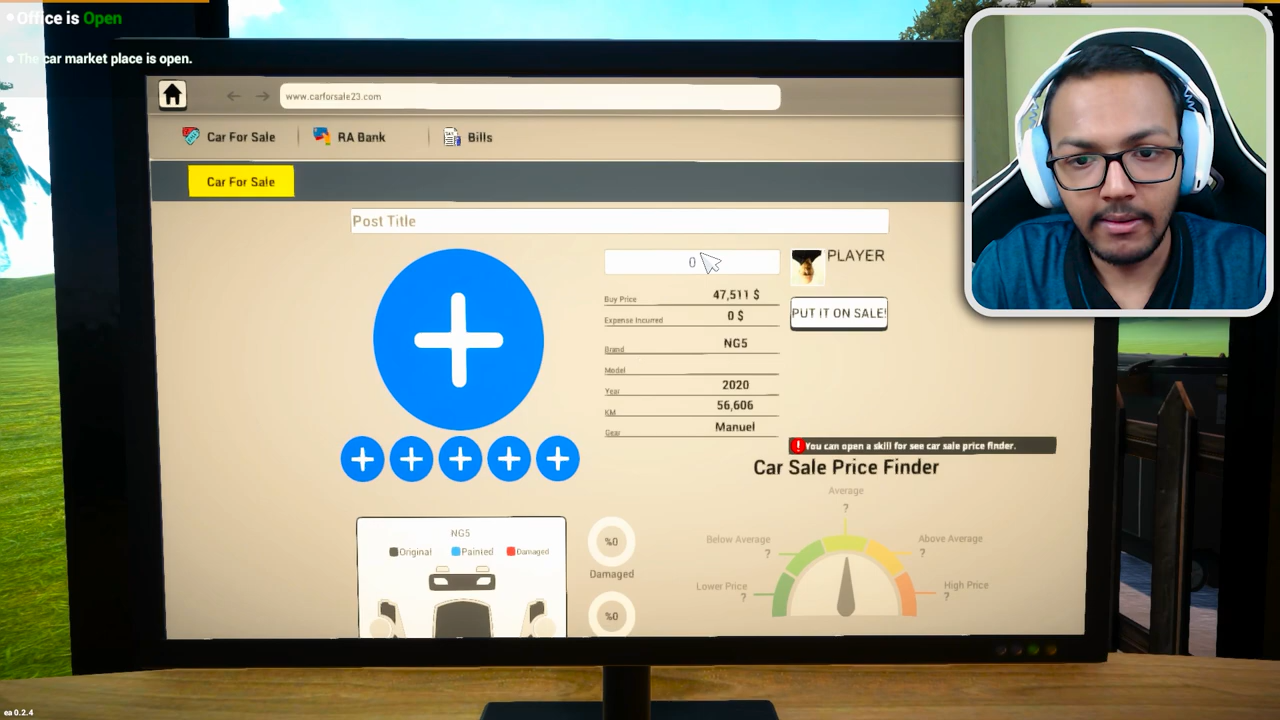 Office is Open
The car market place is open.
www.carforsale23.com
Car For Sale
RA Bank
Bills
Car For Sale
Post Title
0
PLAYER
Buy Price 47,511 $
Expense Incurred 0 $
PUT IT ON SALE!
Brand NG5
Model
Year 2020
KM 56,606
Gear Manuel
You can open a skill for see car sale price finder.
Car Sale Price Finder
Average
?
Below Average
?
Above Average
?
Lower Price
?
High Price
?
NG5
Original Painted Damaged
%0
Damaged
%0
ea 0.2.4